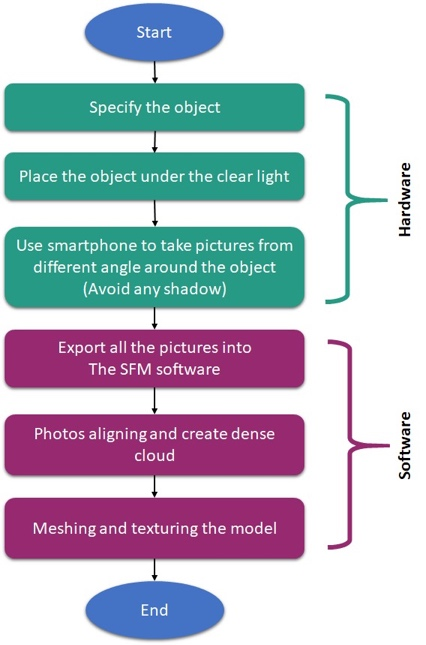 Start
Specify the object
Place the object under the clear light
Use smartphone to take pictures from
different angle around the object
(Avoid any shadow)
Hardware
Export all the pictures into
The SFM software
Photos aligning and create dense
cloud
Meshing and texturing the model
Software
End